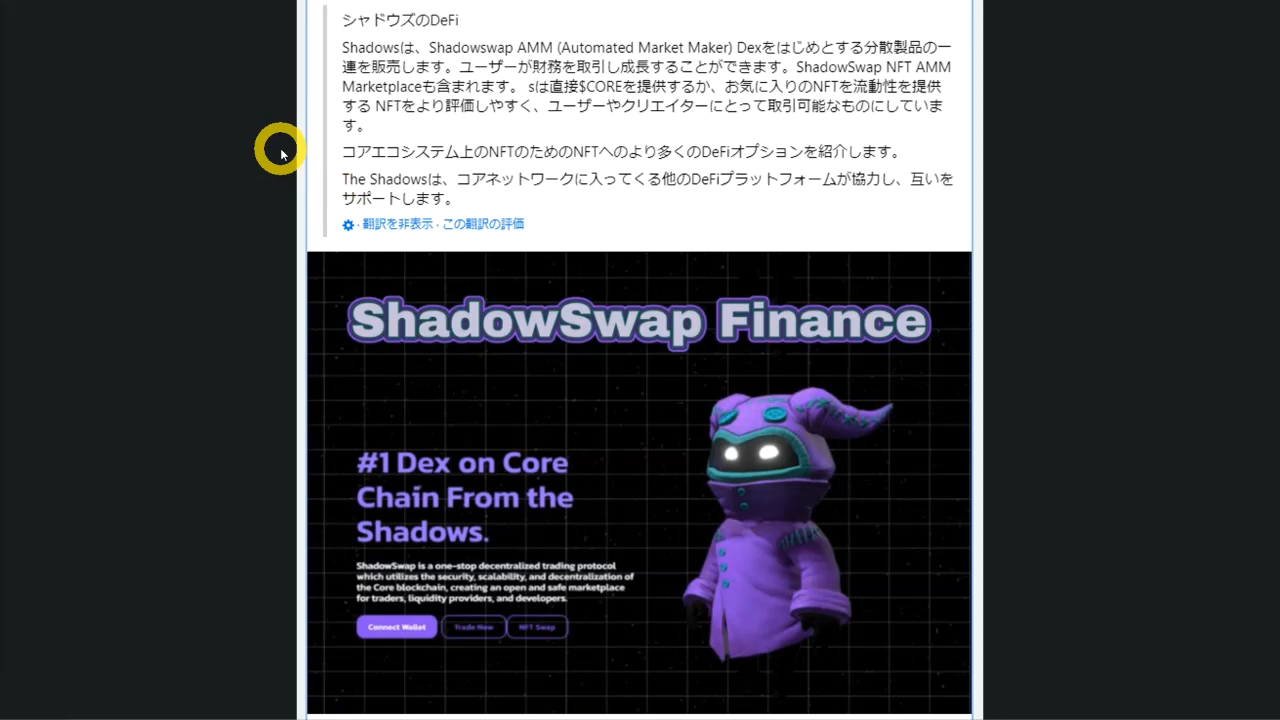 シャドウズのDeFi
Shadowsは、Shadowswap AMM (Automated Market Maker) Dexをはじめとする分散製品の一
連を販売します。ユーザーが財務を取引し成長することができます。ShadowSwap NFT AMM
Marketplaceも含まれます。 sは直接$COREを提供するか、お気に入りのNFTを流動性を提供
する NFTをより評価しやすく、ユーザーやクリエイターにとって取引可能なものにしていま
す。
コアエコシステム上のNFTのためのNFTへのより多くのDeFiオプションを紹介します。
The Shadowsは、コアネットワークに入ってくる他のDeFiプラットフォームが協力し、互いを
サポートします。
· 翻訳を非表示 · この翻訳の評価
ShadowSwap Finance
#1 Dex on Core
Chain From the
Shadows.
ShadowSwap is a one-stop decentralized trading protocol
which utilizes the security, scalability, and decentralization of
the Core blockchain, creating an open and safe marketplace
for traders, liquidity providers, and developers.
Connect Wallet
Trade Now
NFT Swap